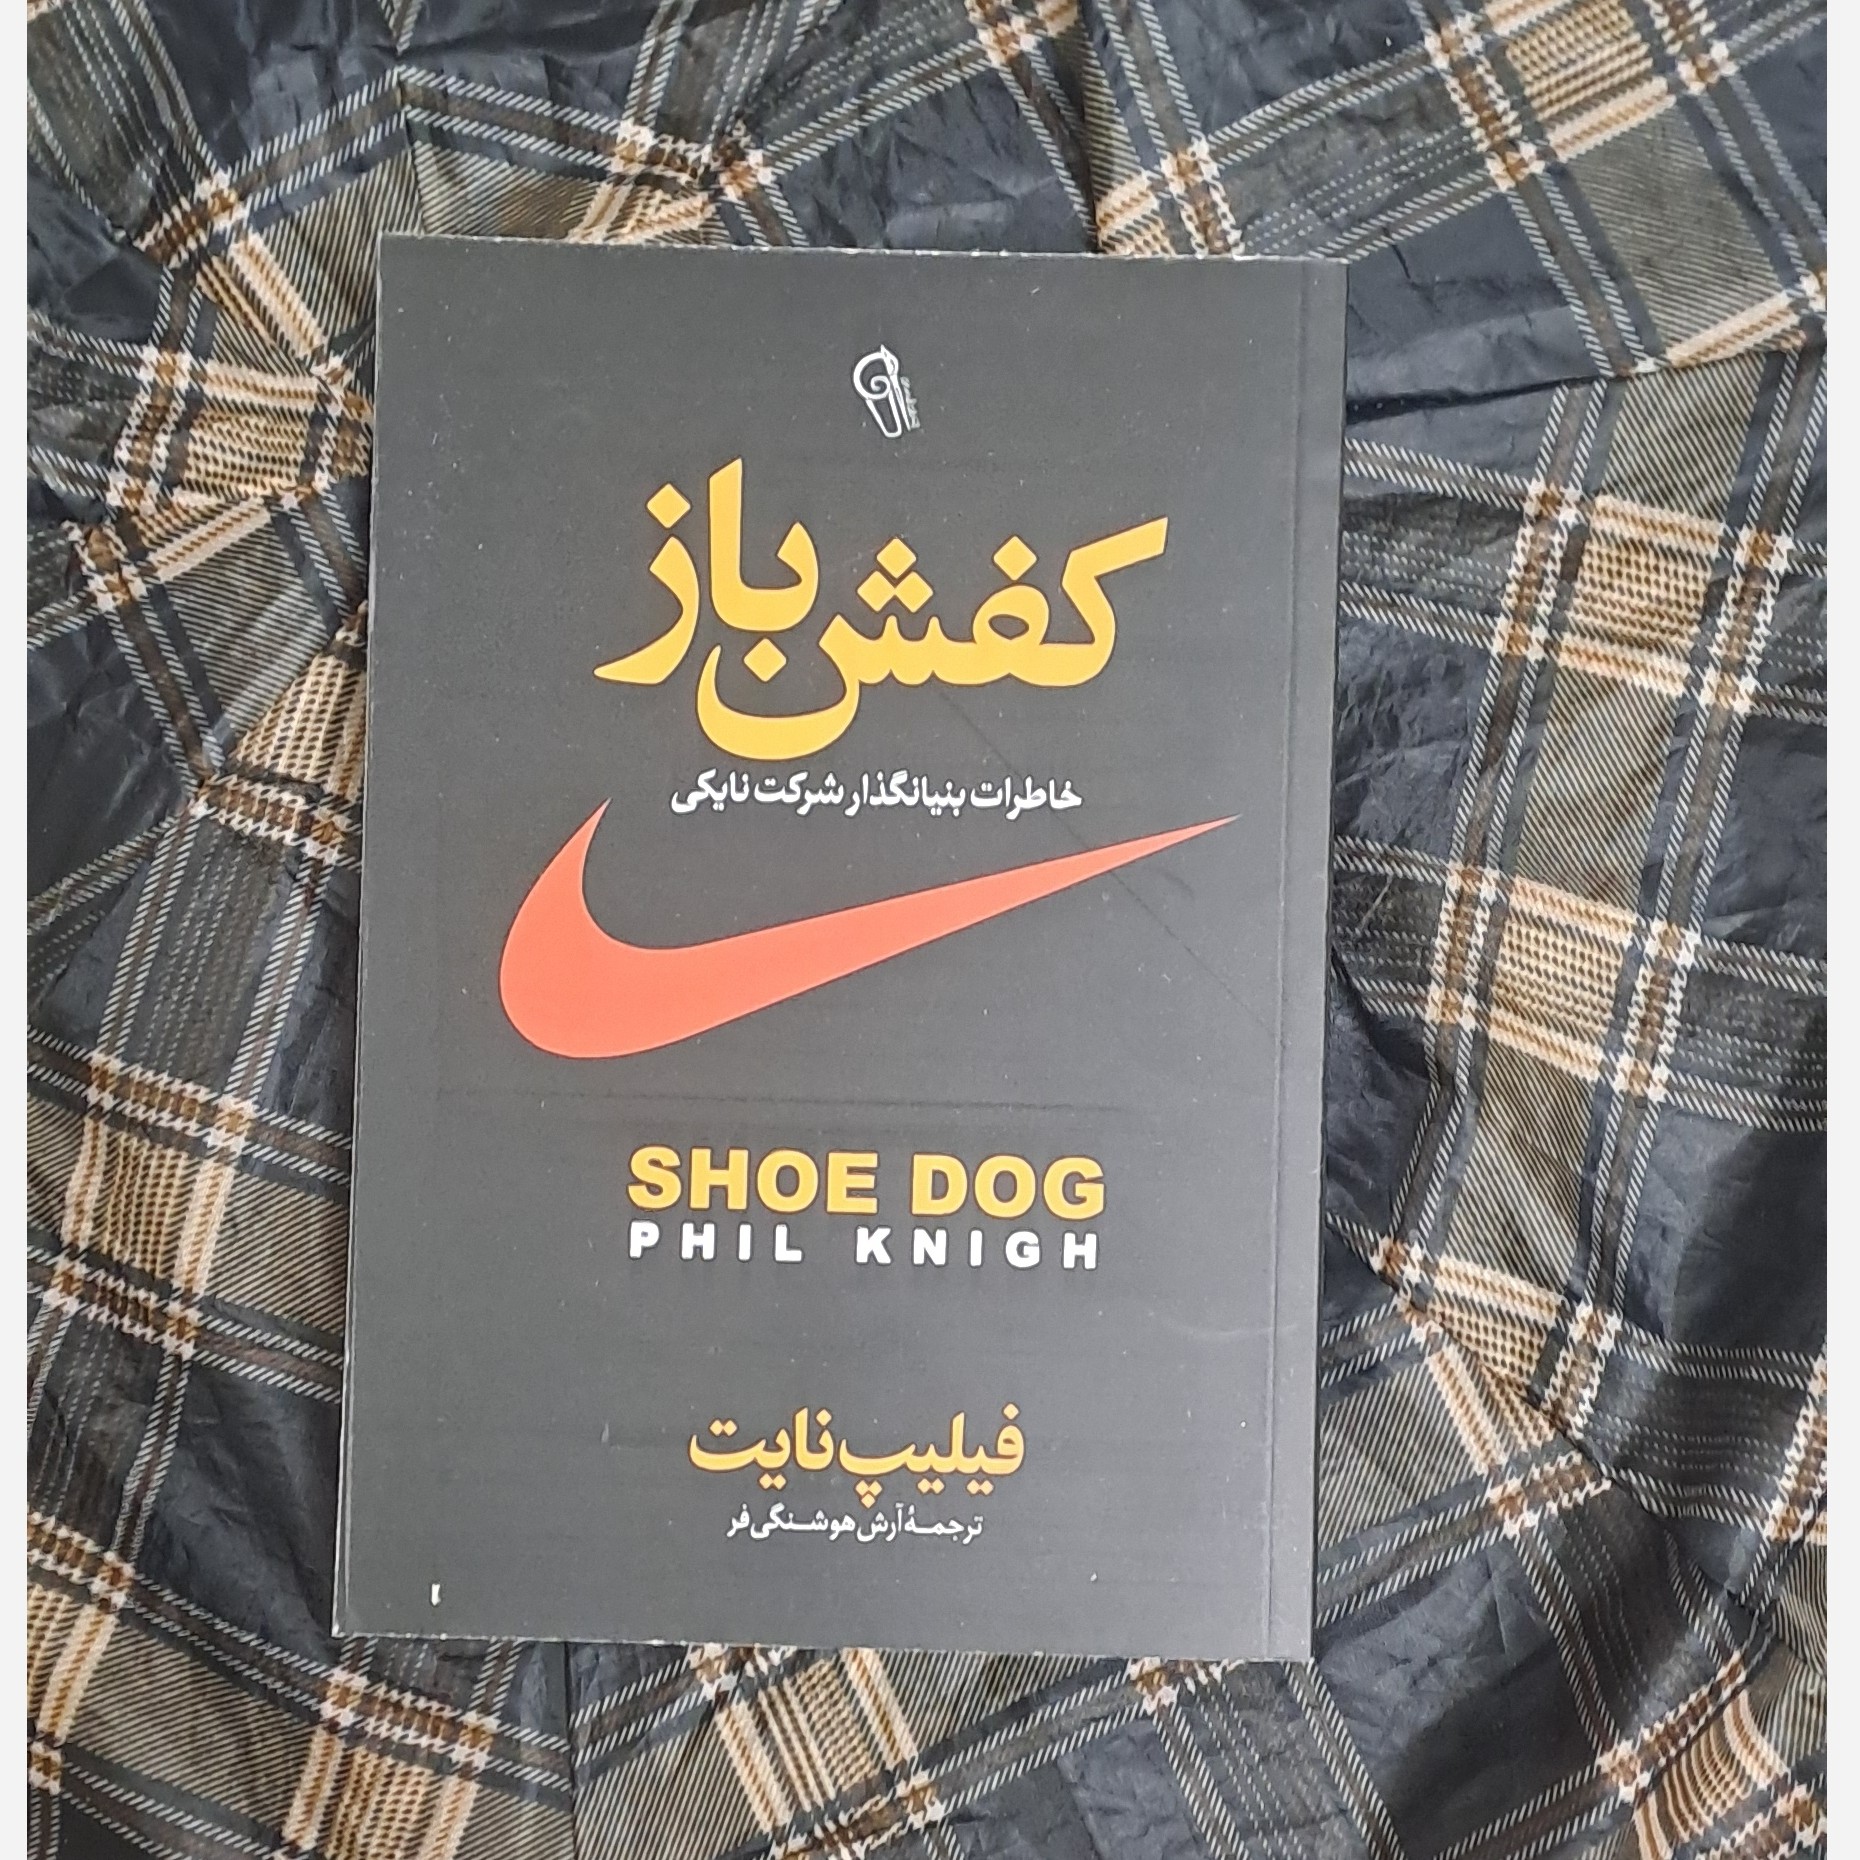 کفش‌باز
خاطرات بنیانگذار شرکت نایکی
SHOE DOG
PHIL KNIGH
فیلیپ نایت
ترجمهٔ آرش هوشنگی‌فر